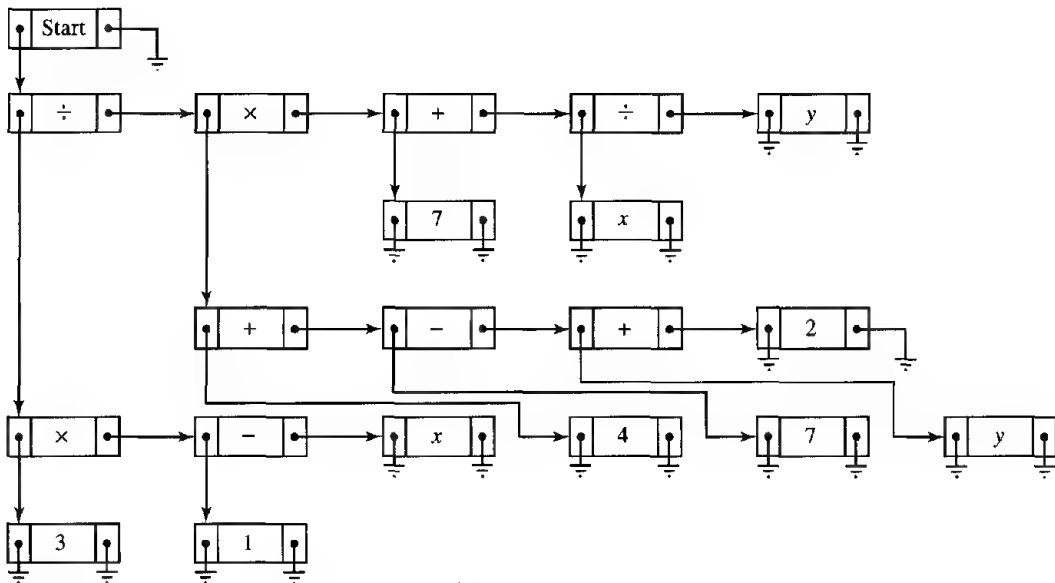 Start
÷ × + ÷ y
7 x
+ - + 2
× - x 4 7 y
3 1